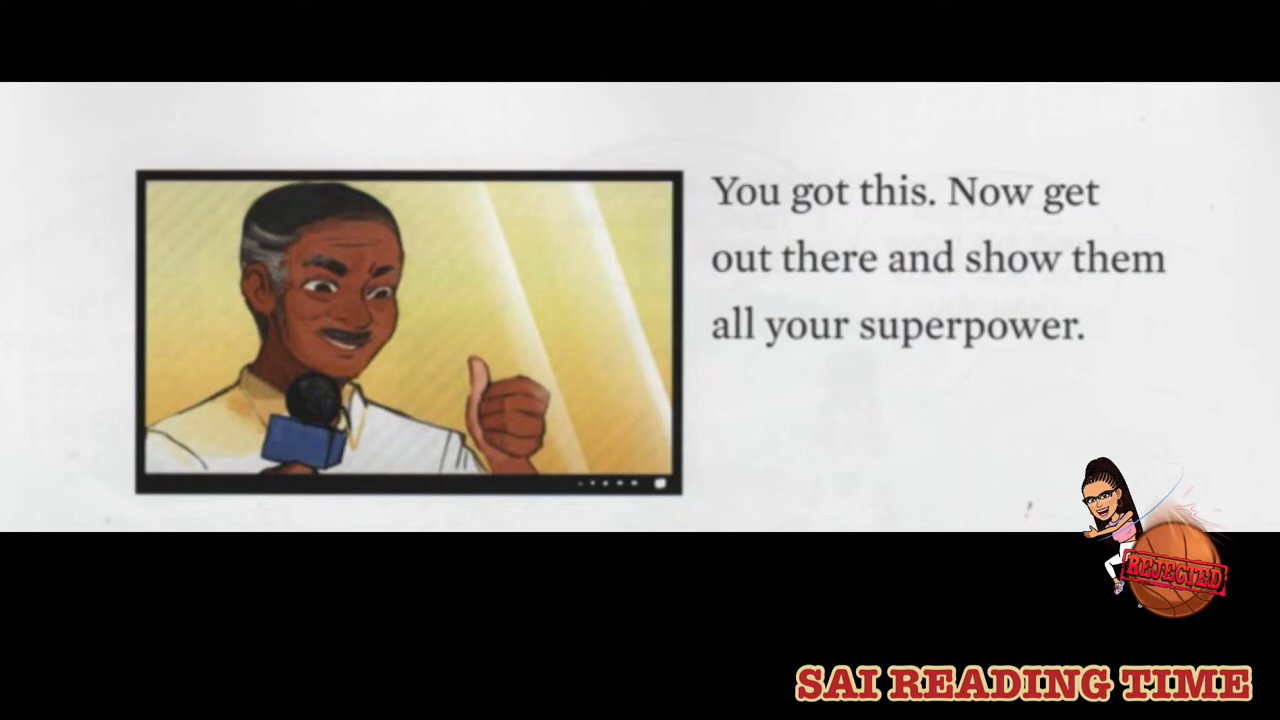 You got this. Now get
out there and show them
all your superpower.
REJECTED
SAI READING TIME